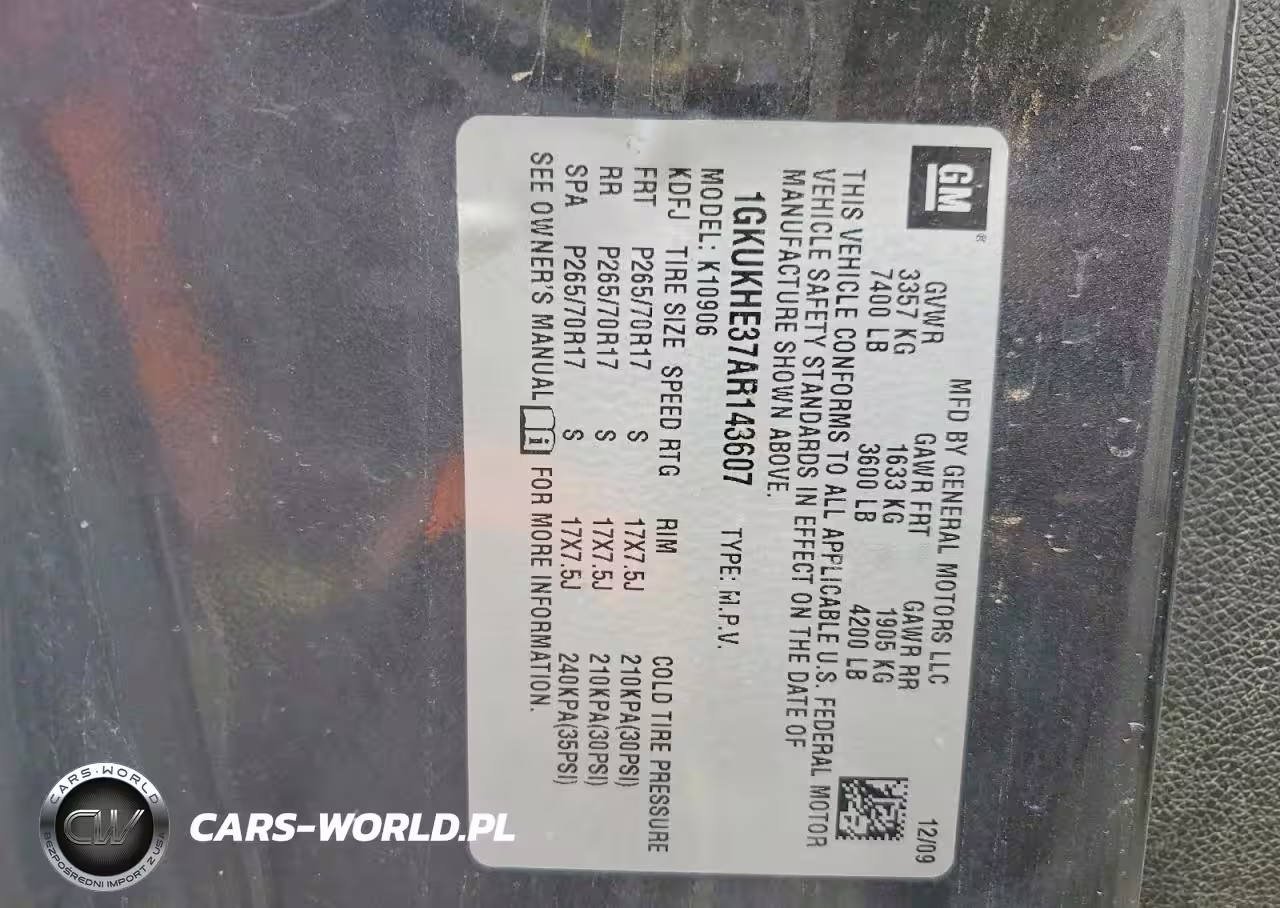 GM®
MFD BY GENERAL MOTORS LLC 12/09
GVWR GAWR FRT GAWR RR
3357 KG 1633 KG 1905 KG
7400 LB 3600 LB 4200 LB
THIS VEHICLE CONFORMS TO ALL APPLICABLE U.S. FEDERAL MOTOR
VEHICLE SAFETY STANDARDS IN EFFECT ON THE DATE OF
MANUFACTURE SHOWN ABOVE.
1GKUKHE37AR143607 TYPE: M.P.V.
MODEL: K10906
KDFJ TIRE SIZE SPEED RTG RIM COLD TIRE PRESSURE
FRT P265/70R17 S 17X7.5J 210KPA(30PSI)
RR P265/70R17 S 17X7.5J 210KPA(30PSI)
SPA P265/70R17 S 17X7.5J 240KPA(35PSI)
SEE OWNER'S MANUAL i FOR MORE INFORMATION.
CARS-WORLD
CW
BEZPOŚREDNI IMPORT Z USA
CARS-WORLD.PL